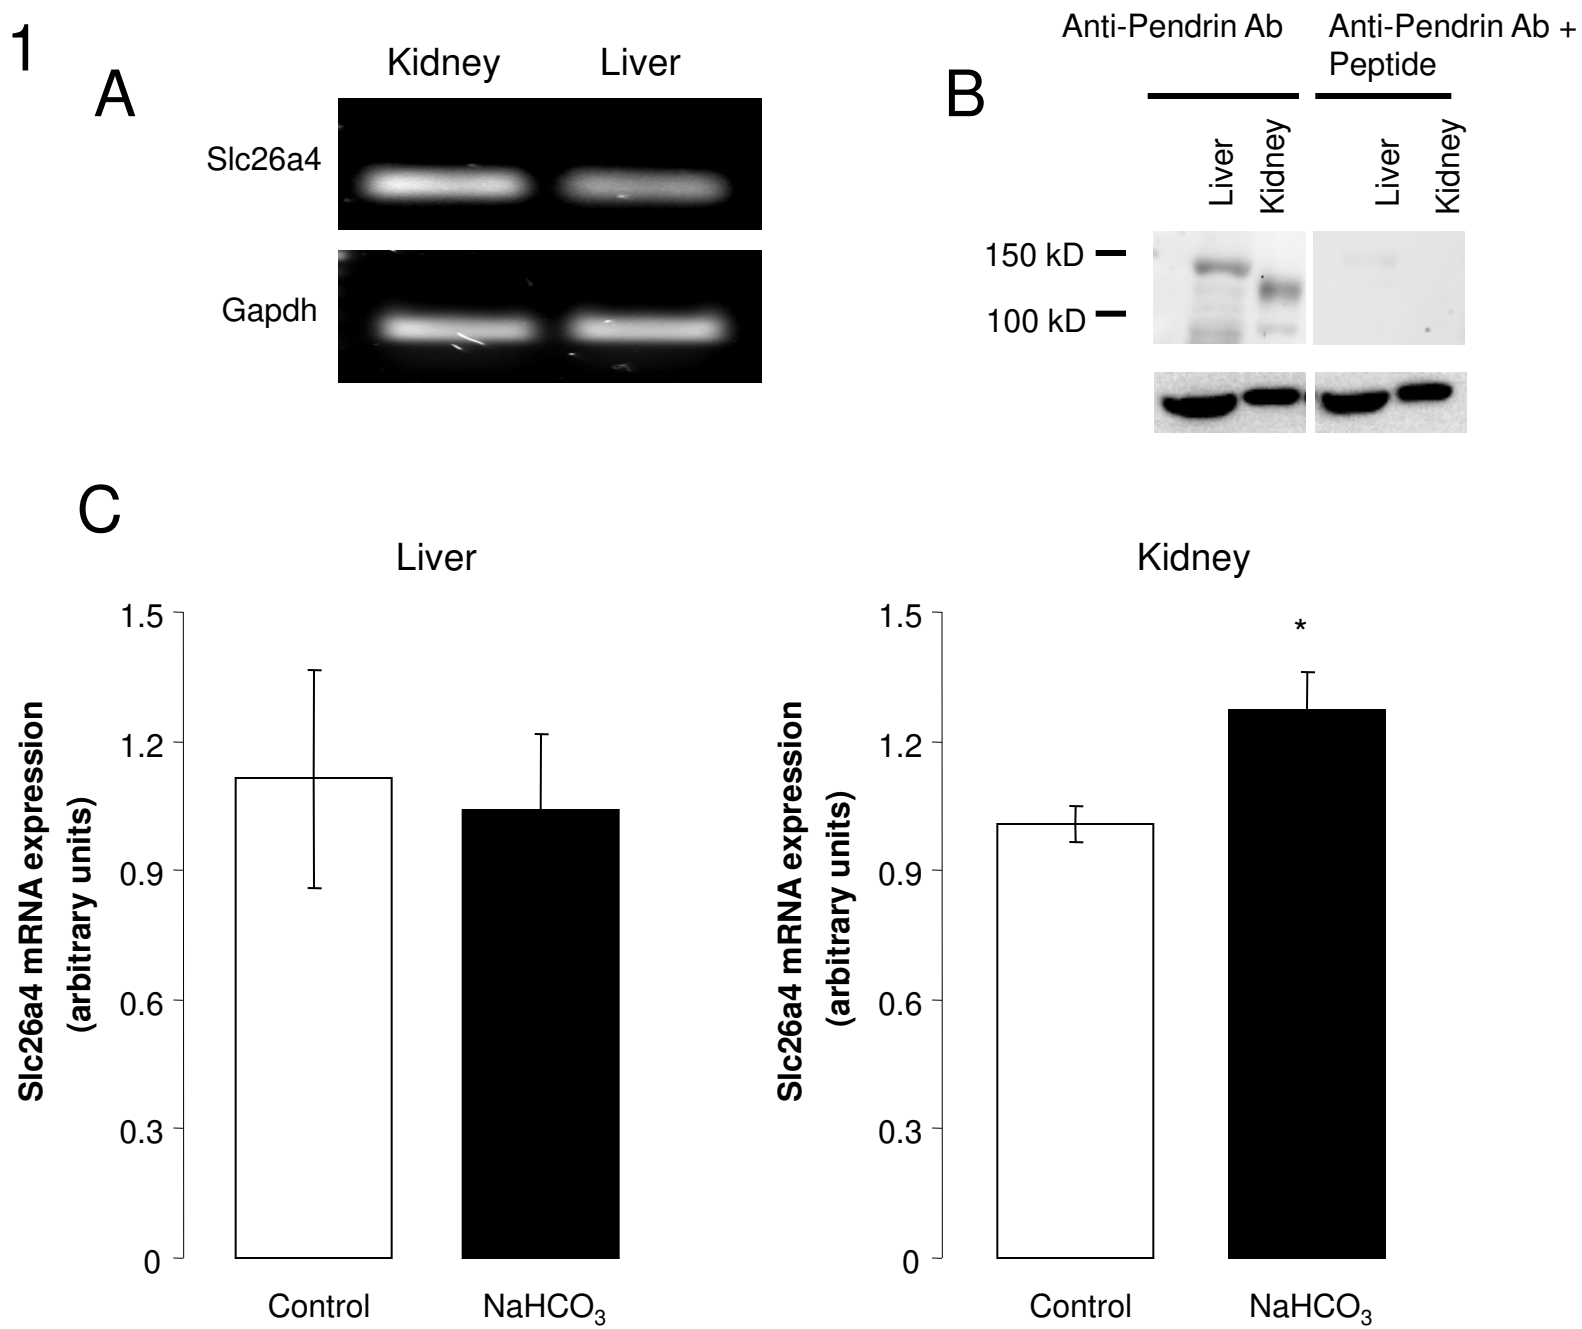 1
A
Kidney Liver
Slc26a4
Gapdh
B
Anti-Pendrin Ab
Anti-Pendrin Ab +
Peptide
Liver
Kidney
Liver
Kidney
150 kD
100 kD
C
Liver
Slc26a4 mRNA expression
(arbitrary units)
1.5
1.2
0.9
0.6
0.3
0
Control NaHCO₃
Kidney
Slc26a4 mRNA expression
(arbitrary units)
1.5
1.2
0.9
0.6
0.3
0
*
Control NaHCO₃